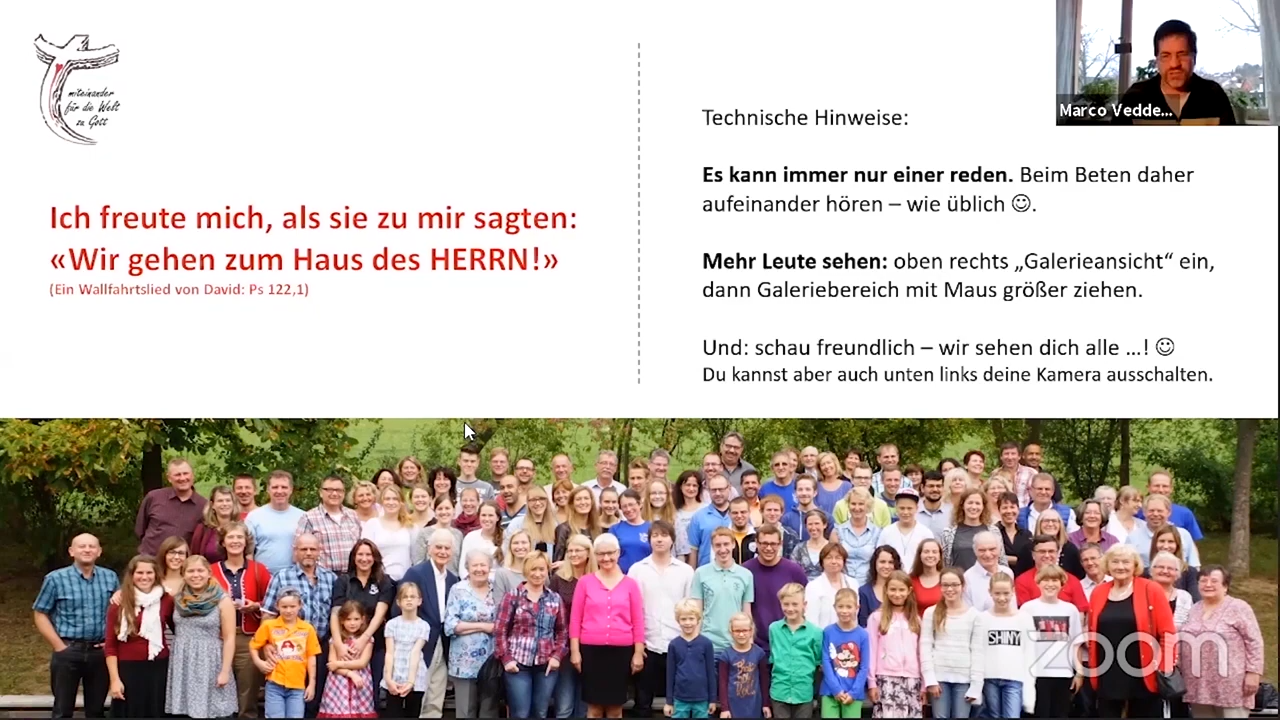 miteinander
für die Welt
zu Gott
Ich freute mich, als sie zu mir sagten:
«Wir gehen zum Haus des HERRN!»
(Ein Wallfahrtslied von David: Ps 122,1)
Technische Hinweise:
Es kann immer nur einer reden. Beim Beten daher
aufeinander hören – wie üblich ☺.
Mehr Leute sehen: oben rechts „Galerieansicht“ ein,
dann Galeriebereich mit Maus größer ziehen.
Und: schau freundlich – wir sehen dich alle ...! ☺
Du kannst aber auch unten links deine Kamera ausschalten.
Marco Vedde...
SHINY
zoom